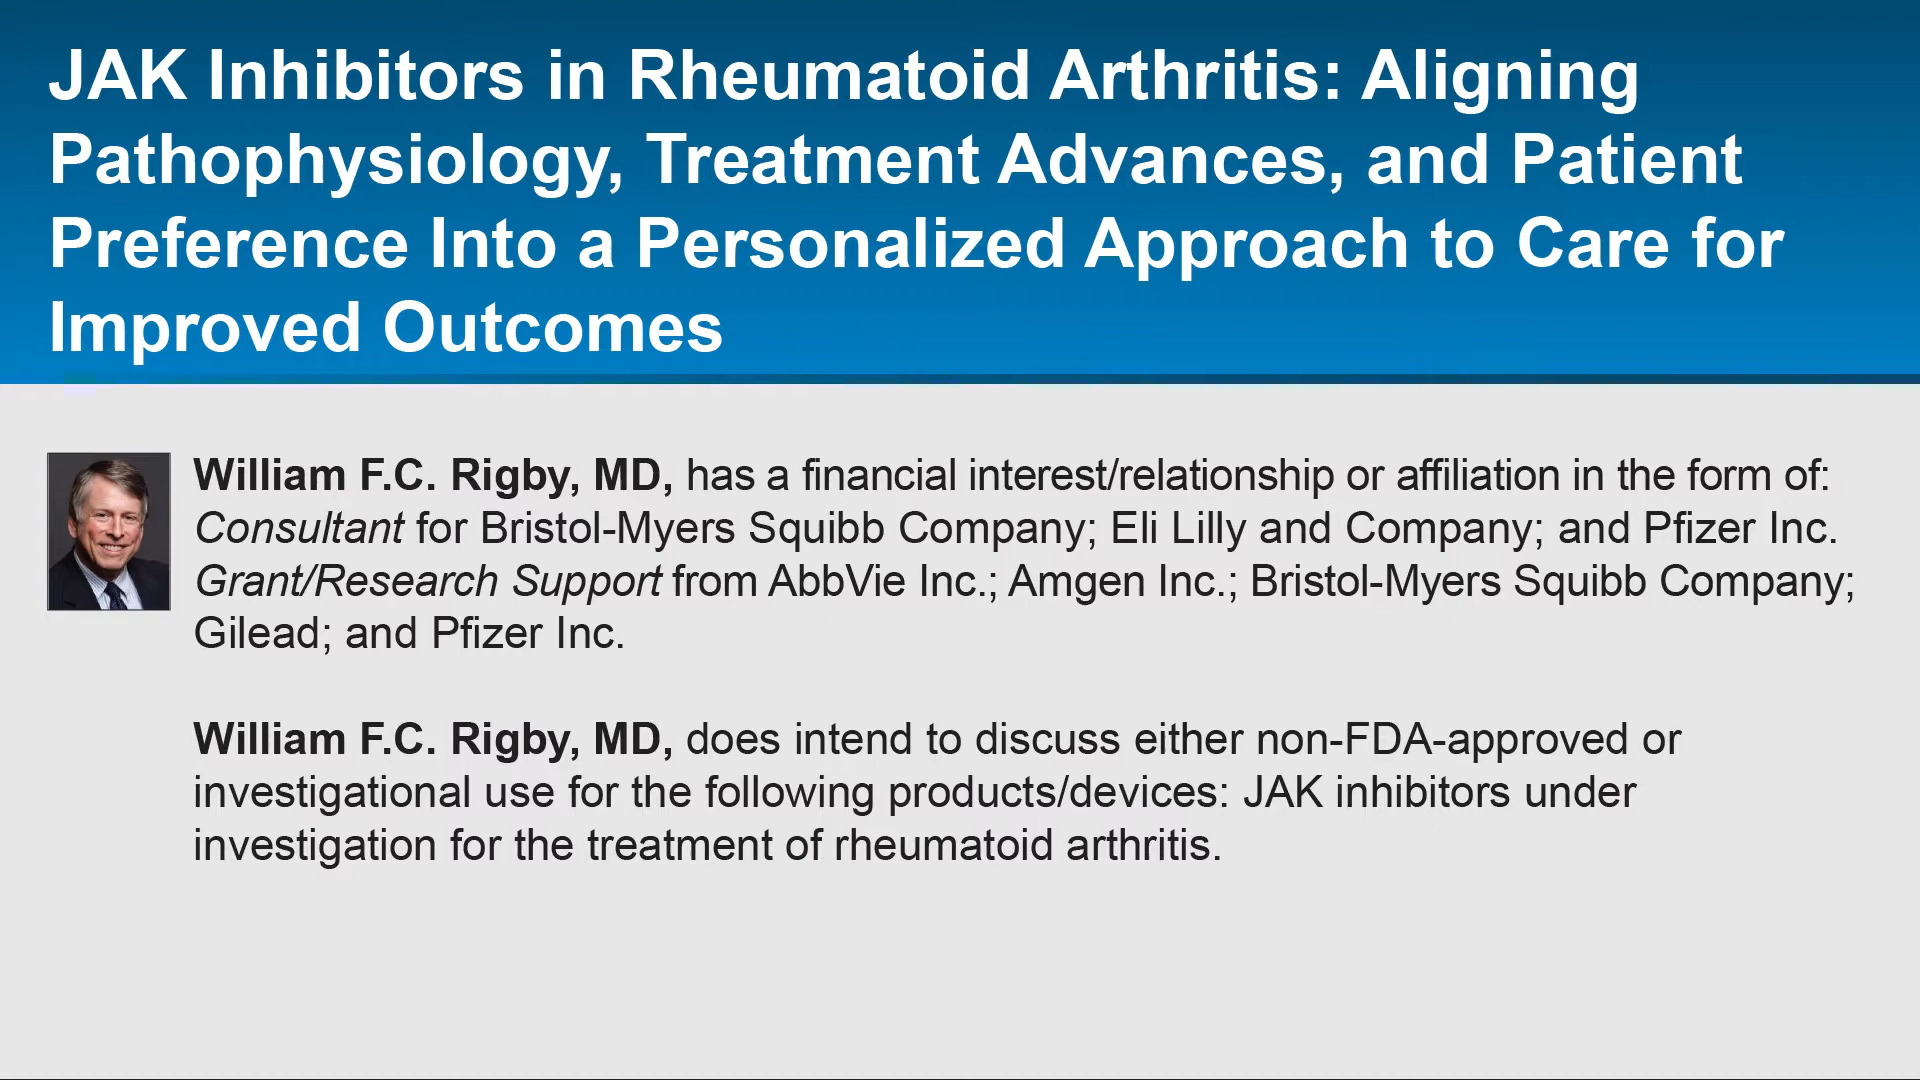 JAK Inhibitors in Rheumatoid Arthritis: Aligning
Pathophysiology, Treatment Advances, and Patient
Preference Into a Personalized Approach to Care for
Improved Outcomes
William F.C. Rigby, MD, has a financial interest/relationship or affiliation in the form of:
Consultant for Bristol-Myers Squibb Company; Eli Lilly and Company; and Pfizer Inc.
Grant/Research Support from AbbVie Inc.; Amgen Inc.; Bristol-Myers Squibb Company;
Gilead; and Pfizer Inc.
William F.C. Rigby, MD, does intend to discuss either non-FDA-approved or
investigational use for the following products/devices: JAK inhibitors under
investigation for the treatment of rheumatoid arthritis.